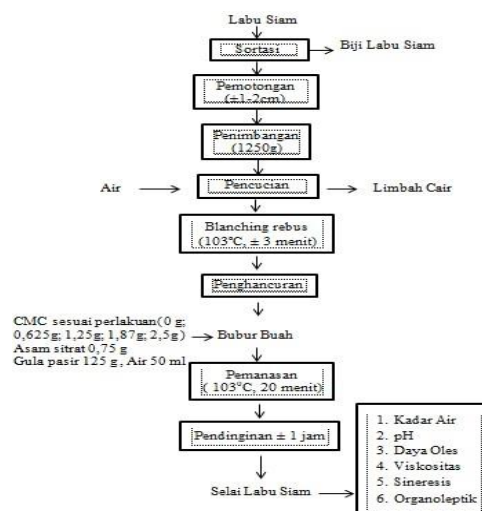 Labu Siam
Sortasi
Biji Labu Siam
Pemotongan
(±1-2cm)
Penimbangan
(1250g)
Air
Pencucian
Limbah Cair
Blanching rebus
(103°C, ± 3 menit)
Penghancuran
CMC sesuai perlakuan(0 g;
0,625g; 1,25g; 1,87g; 2,5g)
Asam sitrat 0,75 g
Gula pasir 125 g, Air 50 ml
Bubur Buah
Pemanasan
( 103°C, 20 menit)
Pendinginan ± 1 jam
Selai Labu Siam
1. Kadar Air
2. pH
3. Daya Oles
4. Viskositas
5. Sineresis
6. Organoleptik